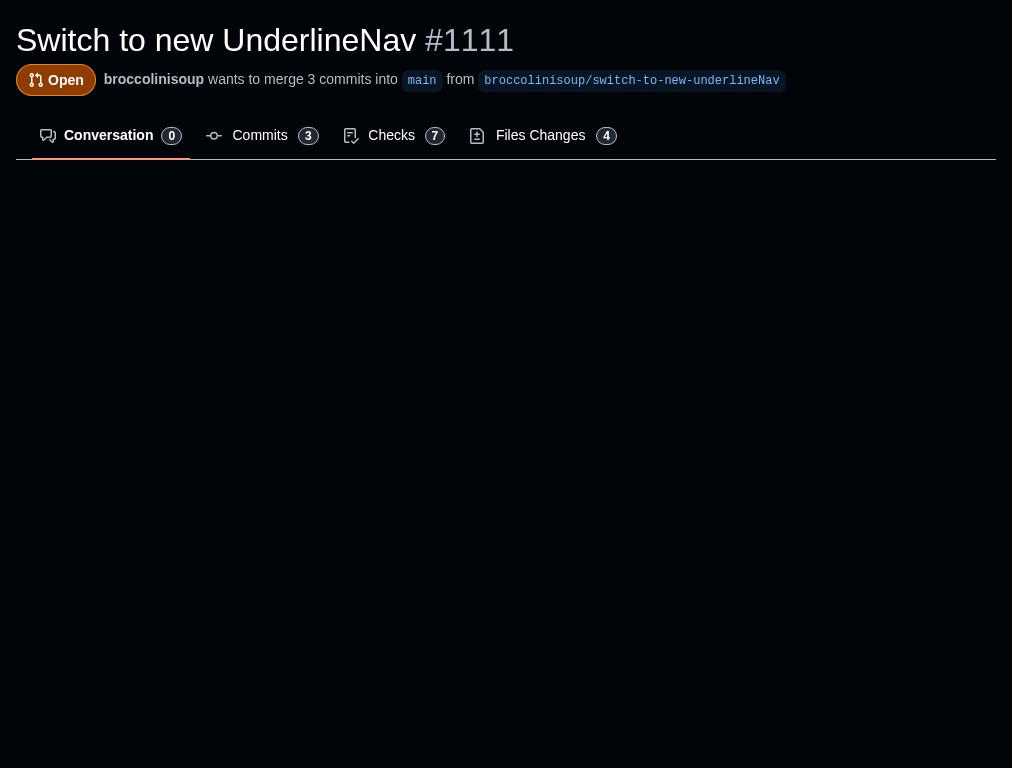 Switch to new UnderlineNav #1111
Open broccolinisoup wants to merge 3 commits into main from broccolinisoup/switch-to-new-underlineNav
Conversation 0 Commits 3 Checks 7 Files Changes 4